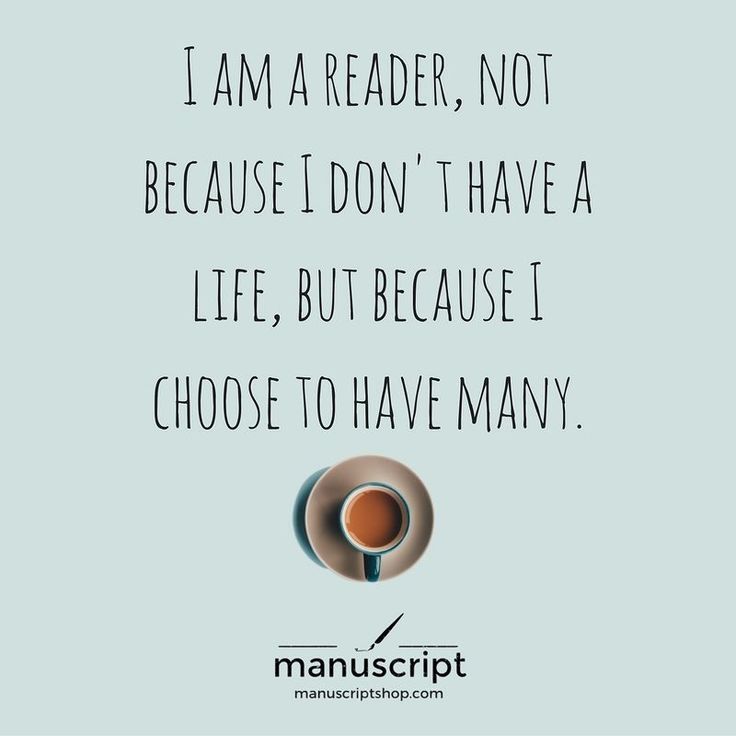 I AM A READER, NOT
BECAUSE I DON'T HAVE A
LIFE, BUT BECAUSE I
CHOOSE TO HAVE MANY.
manuscript
manuscriptshop.com